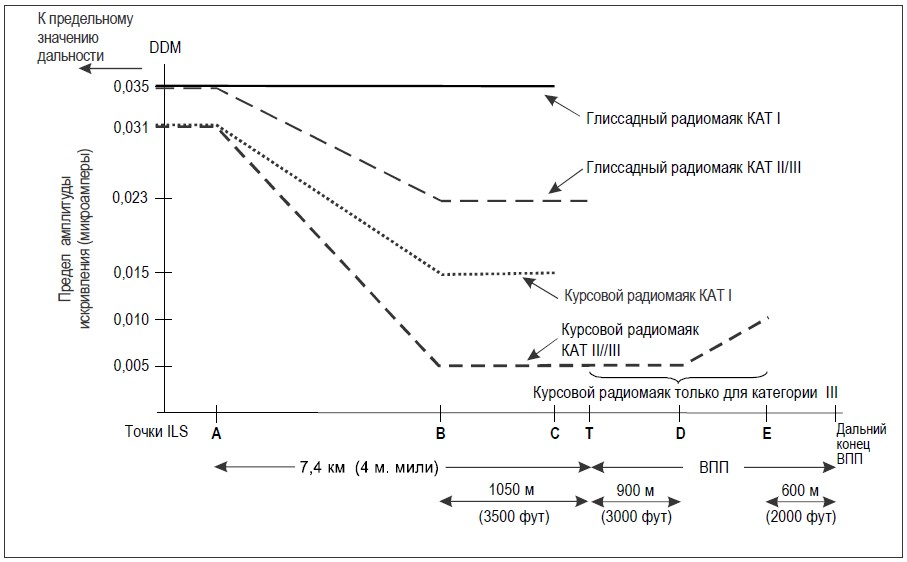 К предельному
значению
дальности
DDM
0,035
0,031
0,023
0,015
0,010
0,005
Предел амплитуды
искривления (микроамперы)
Глиссадный радиомаяк КАТ I
Глиссадный радиомаяк КАТ II/III
Курсовой радиомаяк КАТ I
Курсовой радиомаяк
КАТ II//III
Курсовой радиомаяк только для категории III
Точки ILS
A
B
C
T
D
E
Дальний
конец
ВПП
7,4 км (4 м. мили)
ВПП
1050 м
(3500 фут)
900 м
(3000 фут)
600 м
(2000 фут)